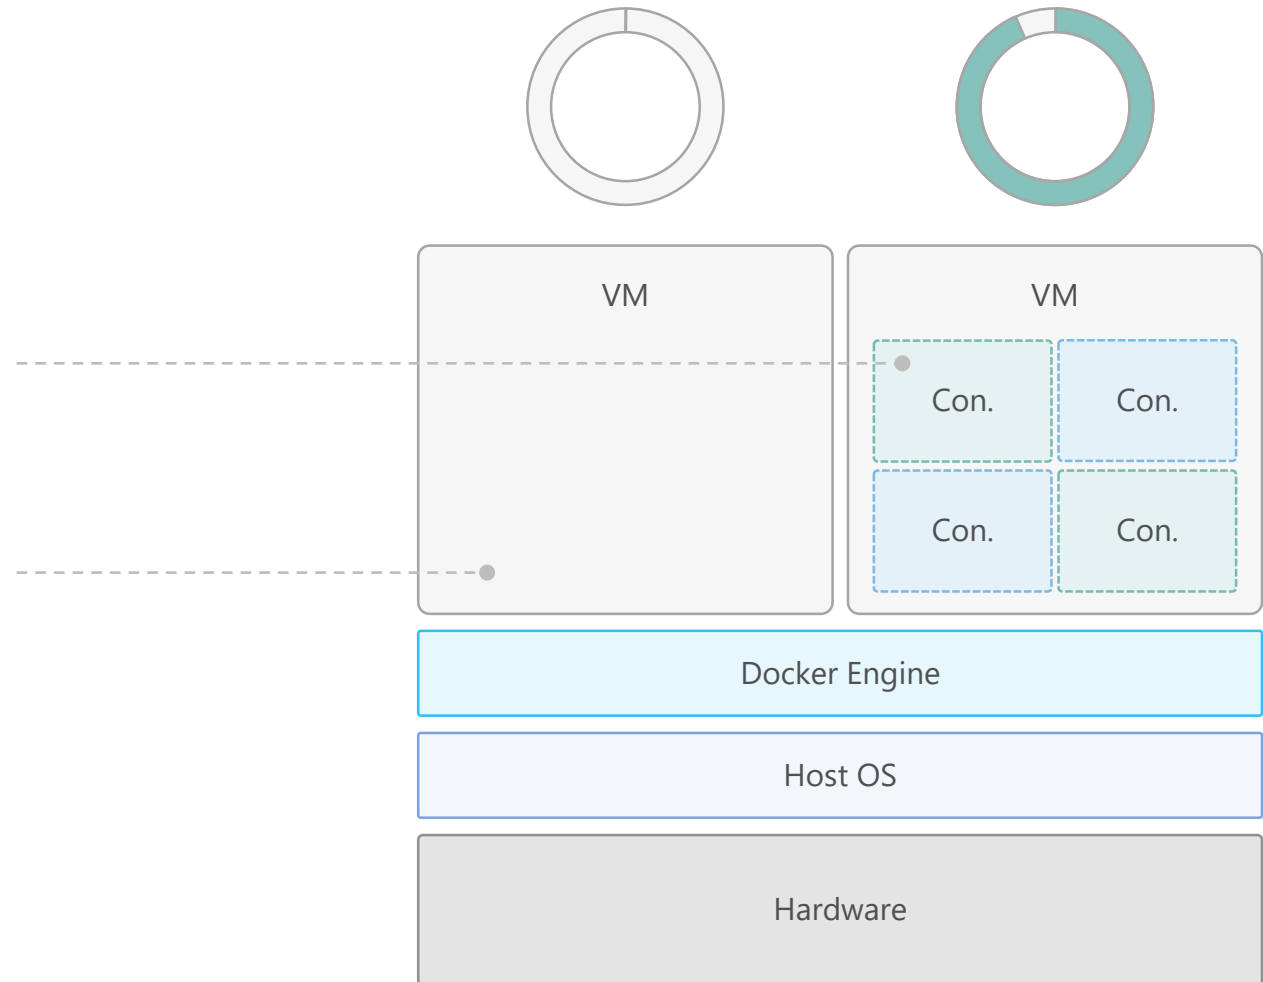 VM
VM
Con.
Con.
Con.
Con.
Docker Engine
Host OS
Hardware